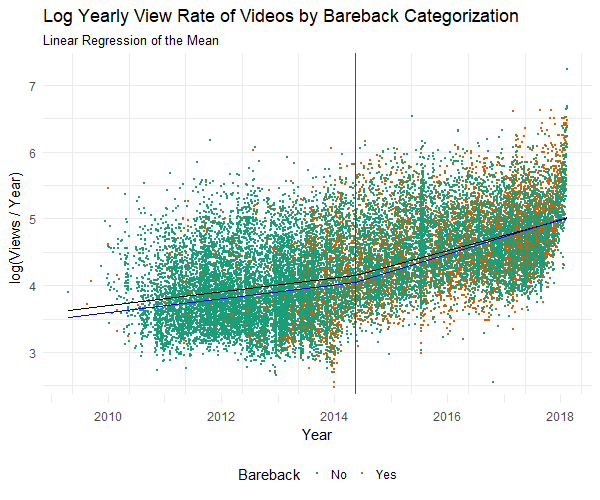 Log Yearly View Rate of Videos by Bareback Categorization
Linear Regression of the Mean
log(Views / Year)
7
6
5
4
3
2010 2012 2014 2016 2018
Year
Bareback No Yes